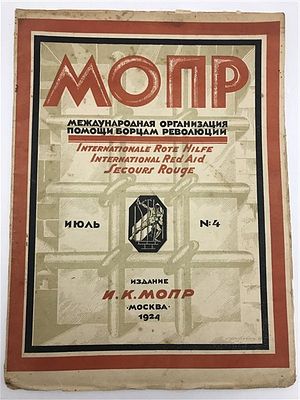 МОПР
МЕЖДУНАРОДНАЯ ОРГАНИЗАЦИЯ
ПОМОЩИ БОРЦАМ РЕВОЛЮЦИИ
INTERNATIONALE ROTE HILFE
INTERNATIONAL RED AID
SECOURS ROUGE
ИЮЛЬ №4
ИЗДАНИЕ
И.К.МОПР
·МОСКВА·
1924